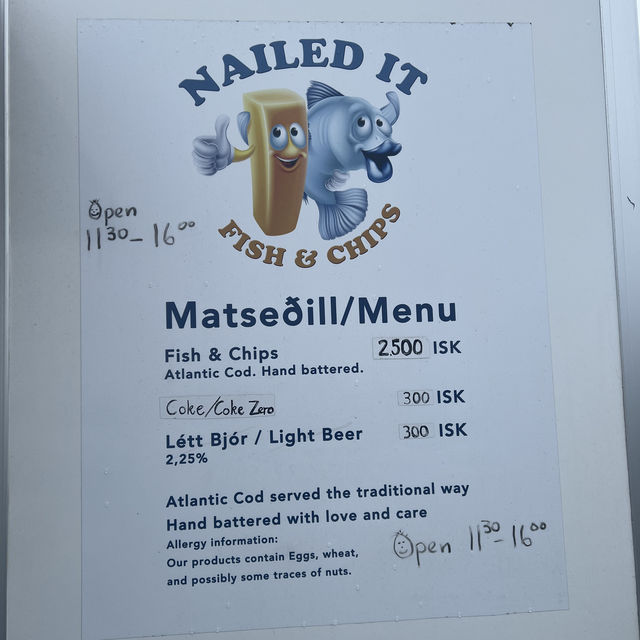 NAILED IT
FISH & CHIPS
Open
11³⁰ - 16⁰⁰
Matseðill/Menu
Fish & Chips 2.500 ISK
Atlantic Cod. Hand battered.
Coke/Coke Zero 300 ISK
Létt Bjór / Light Beer 300 ISK
2,25%
Atlantic Cod served the traditional way
Hand battered with love and care
Allergy information:
Our products contain Eggs, wheat,
and possibly some traces of nuts.
Open 11³⁰ - 16⁰⁰